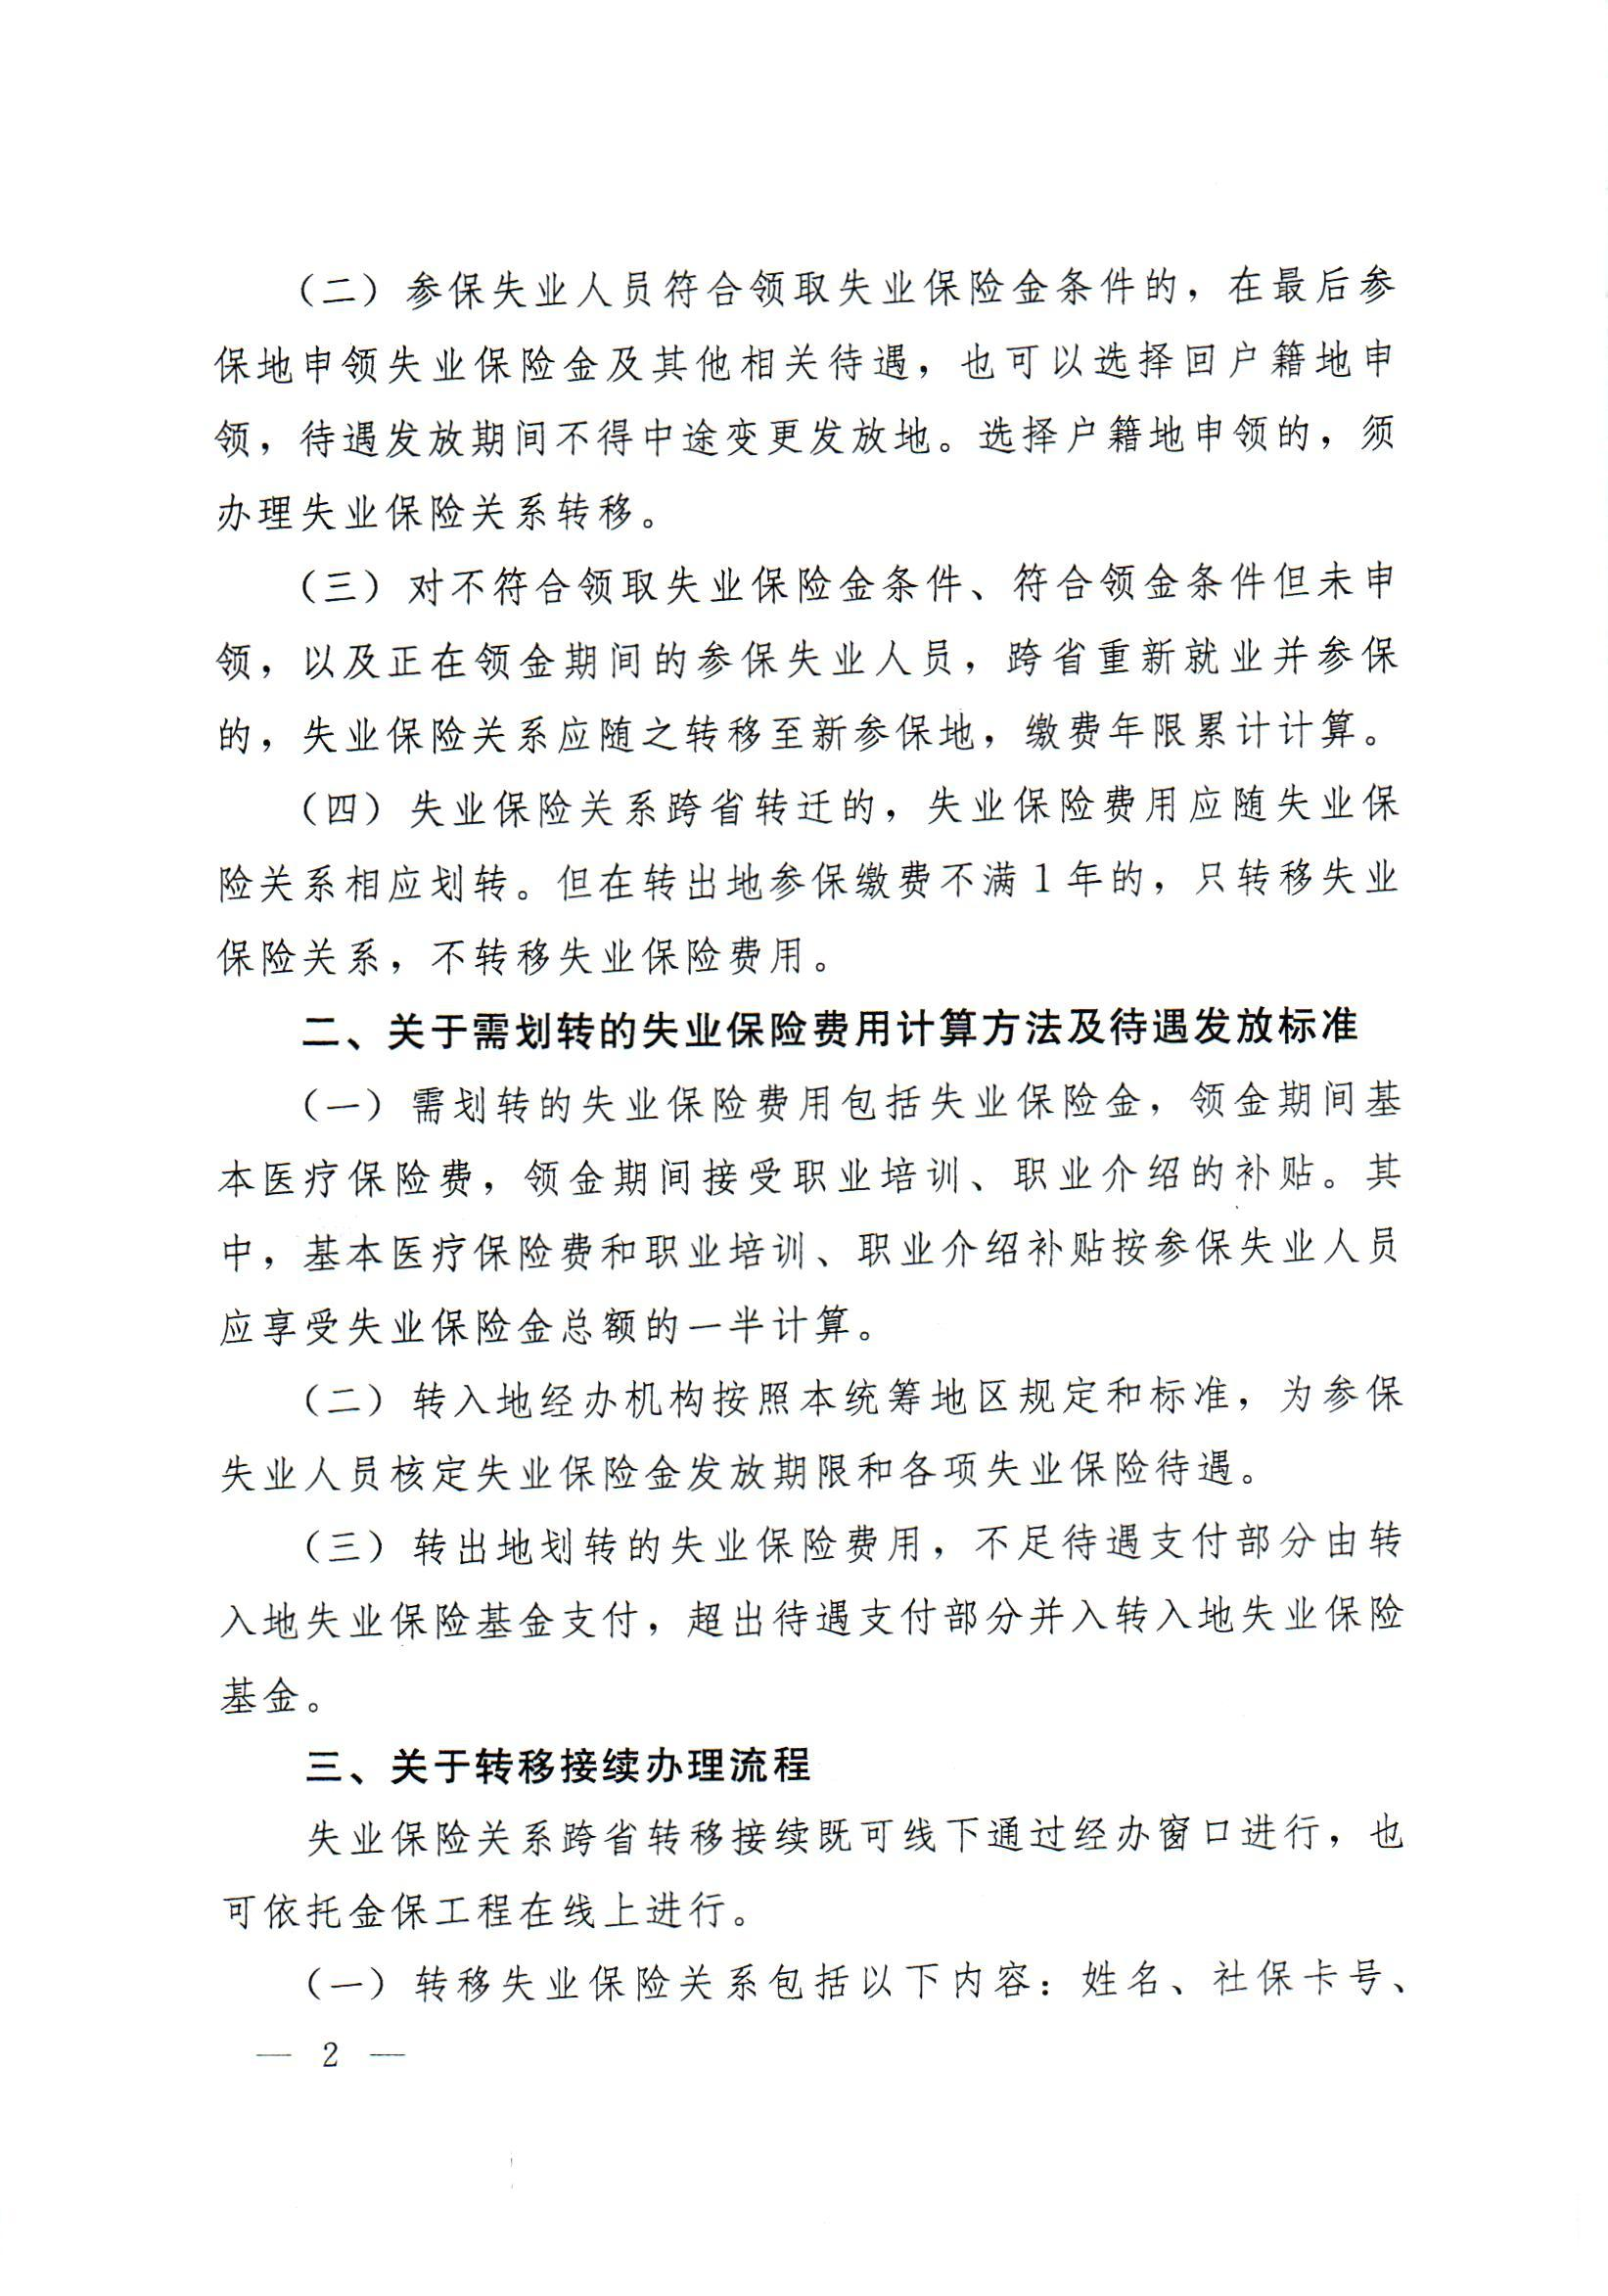 （二）参保失业人员符合领取失业保险金条件的，在最后参
保地申领失业保险金及其他相关待遇，也可以选择回户籍地申
领，待遇发放期间不得中途变更发放地。选择户籍地申领的，须
办理失业保险关系转移。
（三）对不符合领取失业保险金条件、符合领金条件但未申
领，以及正在领金期间的参保失业人员，跨省重新就业并参保
的，失业保险关系应随之转移至新参保地，缴费年限累计计算。
（四）失业保险关系跨省转迁的，失业保险费用应随失业保
险关系相应划转。但在转出地参保缴费不满1年的，只转移失业
保险关系，不转移失业保险费用。
二、关于需划转的失业保险费用计算方法及待遇发放标准
（一）需划转的失业保险费用包括失业保险金，领金期间基
本医疗保险费，领金期间接受职业培训、职业介绍的补贴。其
中，基本医疗保险费和职业培训、职业介绍补贴按参保失业人员
应享受失业保险金总额的一半计算。
（二）转入地经办机构按照本统筹地区规定和标准，为参保
失业人员核定失业保险金发放期限和各项失业保险待遇。
（三）转出地划转的失业保险费用，不足待遇支付部分由转
入地失业保险基金支付，超出待遇支付部分并入转入地失业保险
基金。
三、关于转移接续办理流程
失业保险关系跨省转移接续既可线下通过经办窗口进行，也
可依托金保工程在线上进行。
（一）转移失业保险关系包括以下内容：姓名、社保卡号、
— 2 —